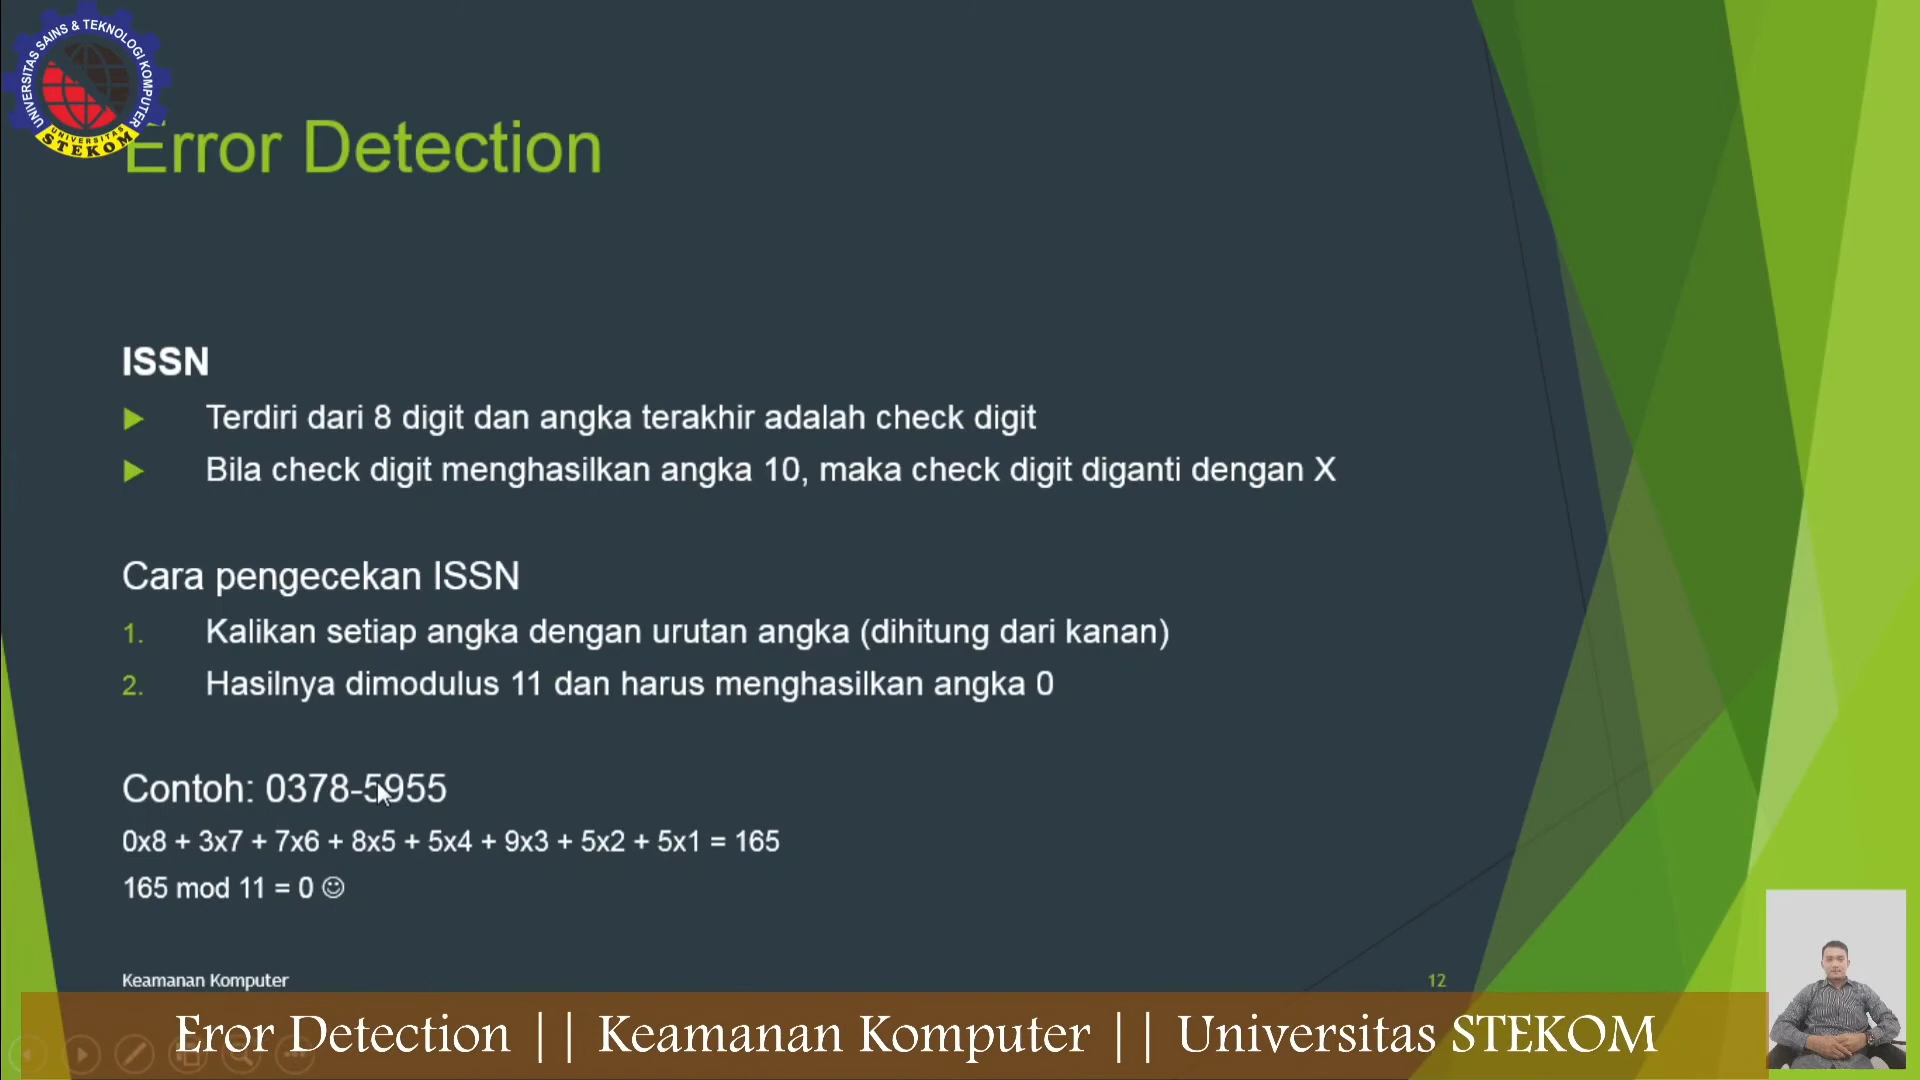 UNIVERSITAS SAINS & TEKNOLOGI KOMPUTER
UNIVERSITAS
STEKOM
Error Detection
ISSN
Terdiri dari 8 digit dan angka terakhir adalah check digit
Bila check digit menghasilkan angka 10, maka check digit diganti dengan X
Cara pengecekan ISSN
1. Kalikan setiap angka dengan urutan angka (dihitung dari kanan)
2. Hasilnya dimodulus 11 dan harus menghasilkan angka 0
Contoh: 0378-5955
0x8 + 3x7 + 7x6 + 8x5 + 5x4 + 9x3 + 5x2 + 5x1 = 165
165 mod 11 = 0 ☺
Keamanan Komputer
12
Eror Detection || Keamanan Komputer || Universitas STEKOM